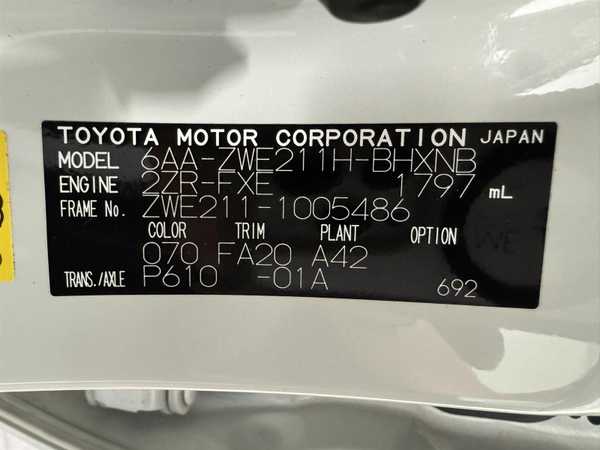 TOYOTA MOTOR CORPORATION JAPAN
MODEL 6AA-ZWE211H-BHXNB
ENGINE 2ZR-FXE 1797 mL
FRAME No. ZWE211-1005486
COLOR TRIM PLANT OPTION
070 FA20 A42
TRANS./AXLE P610 -01A 692